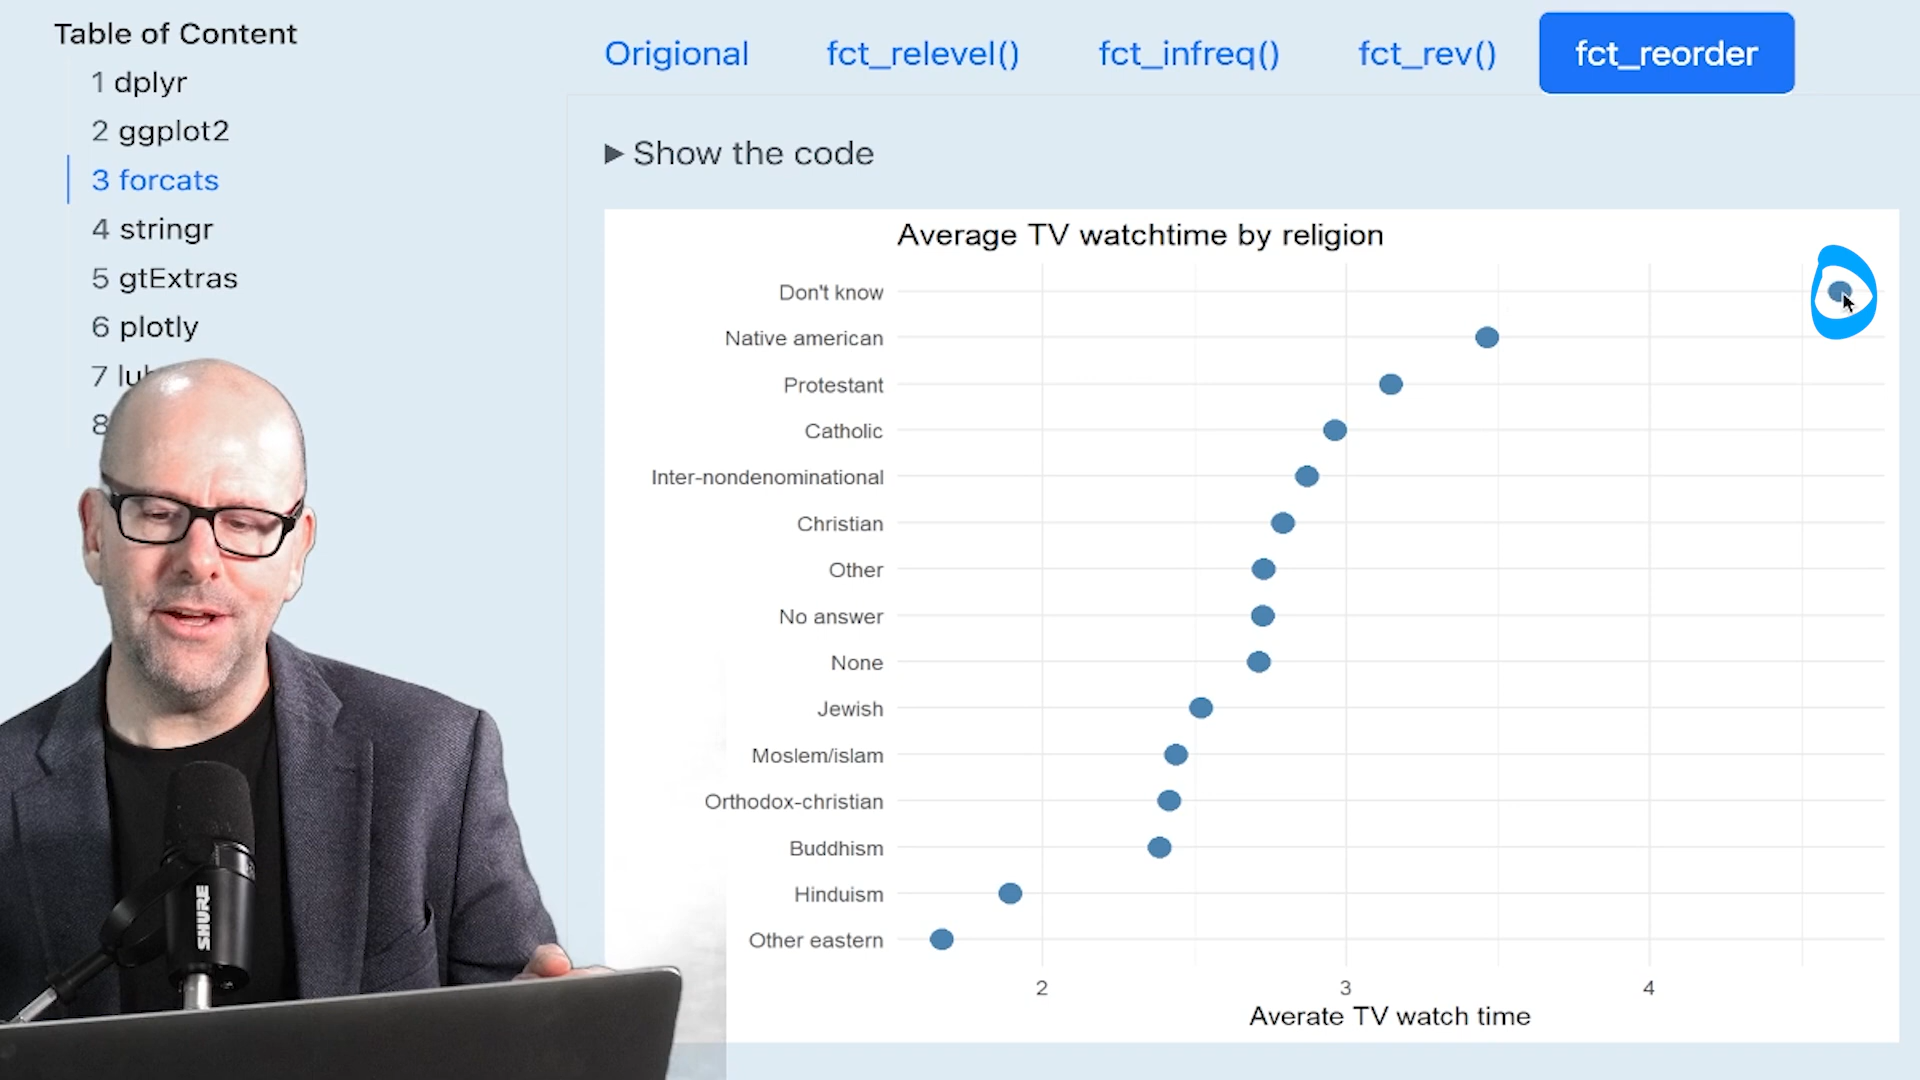 Table of Content
1 dplyr
2 ggplot2
3 forcats
4 stringr
5 gtExtras
6 plotly
7 lu
8
Origional
fct_relevel()
fct_infreq()
fct_rev()
fct_reorder
▶ Show the code
Average TV watchtime by religion
Don't know
Native american
Protestant
Catholic
Inter-nondenominational
Christian
Other
No answer
None
Jewish
Moslem/islam
Orthodox-christian
Buddhism
Hinduism
Other eastern
2
3
4
Averate TV watch time
SHURE